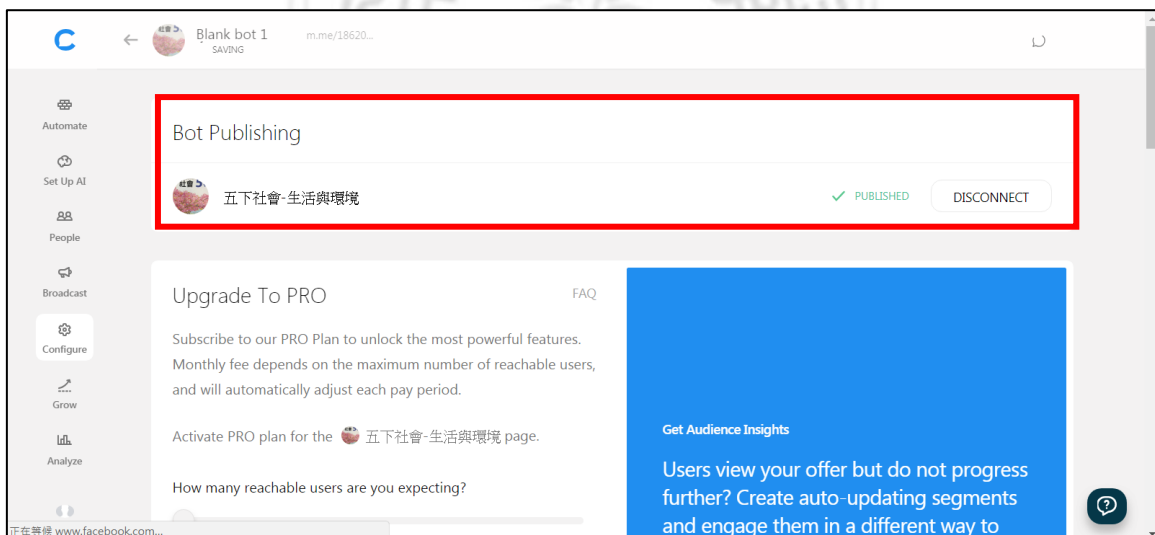 Blank bot 1
m.me/18620...
SAVING
Automate
Set Up AI
People
Broadcast
Configure
Grow
Analyze
Bot Publishing
五下社會-生活與環境
PUBLISHED
DISCONNECT
Upgrade To PRO
FAQ
Subscribe to our PRO Plan to unlock the most powerful features.
Monthly fee depends on the maximum number of reachable users,
and will automatically adjust each pay period.
Activate PRO plan for the 五下社會-生活與環境 page.
How many reachable users are you expecting?
Get Audience Insights
Users view your offer but do not progress
further? Create auto-updating segments
and engage them in a different way to
正在等候 www.facebook.com...